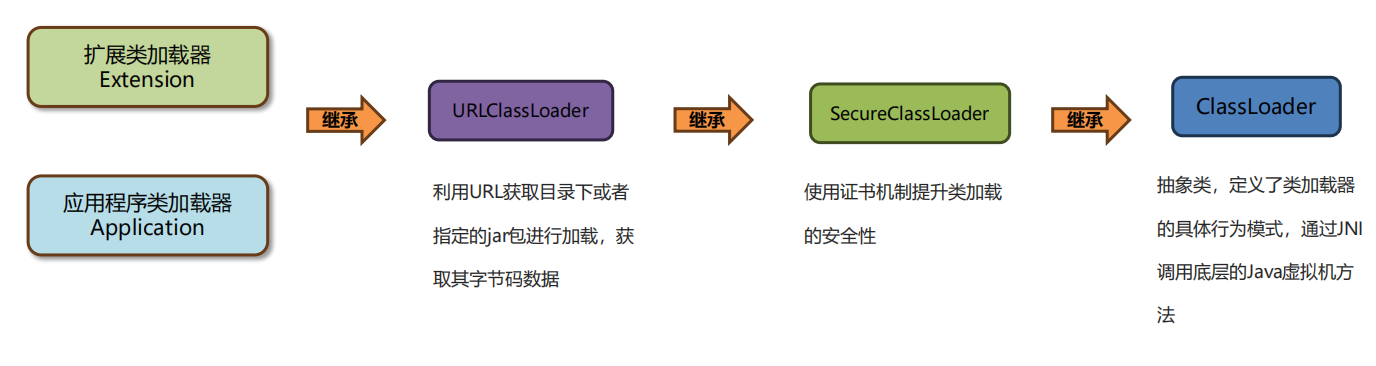 扩展类加载器
Extension
应用程序类加载器
Application
继承
URLClassLoader
利用URL获取目录下或者
指定的jar包进行加载，获
取其字节码数据
继承
SecureClassLoader
使用证书机制提升类加载
的安全性
继承
ClassLoader
抽象类，定义了类加载器
的具体行为模式，通过JNI
调用底层的Java虚拟机方
法